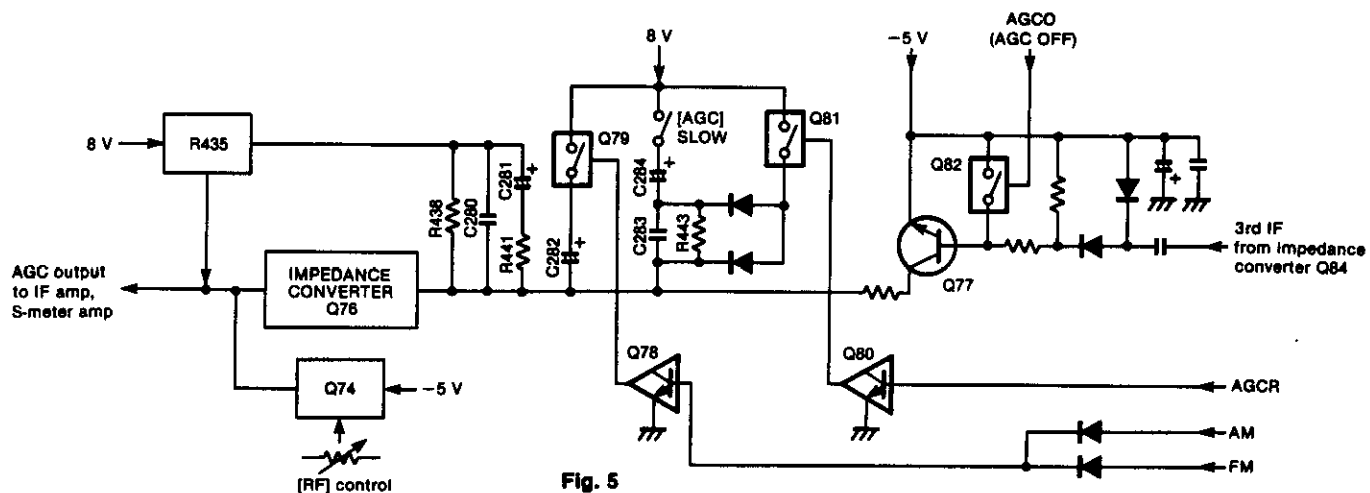 8 V
−5 V
AGCO
(AGC OFF)
8 V
R435
Q79
[AGC]
SLOW
Q81
Q82
C281
C284
R438
C280
R441
C282
C283
R443
3rd IF
from impedance
converter Q84
Q77
AGC output
to IF amp,
S-meter amp
IMPEDANCE
CONVERTER
Q76
Q78
Q80
Q74
−5 V
AGCR
AM
FM
[RF] control
Fig. 5